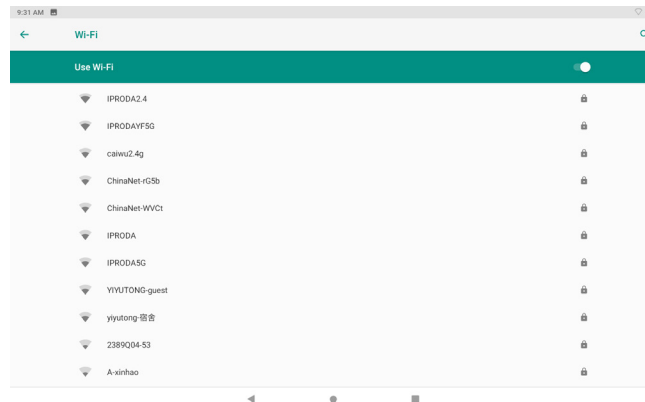 9:31 AM
Wi-Fi
Use Wi-Fi
IPRODA2.4
IPRODAYF5G
caiwu2.4g
ChinaNet-rG5b
ChinaNet-WVCt
IPRODA
IPRODA5G
YIYUTONG-guest
yiyutong-宿舍
2389Q04-53
A-xinhao